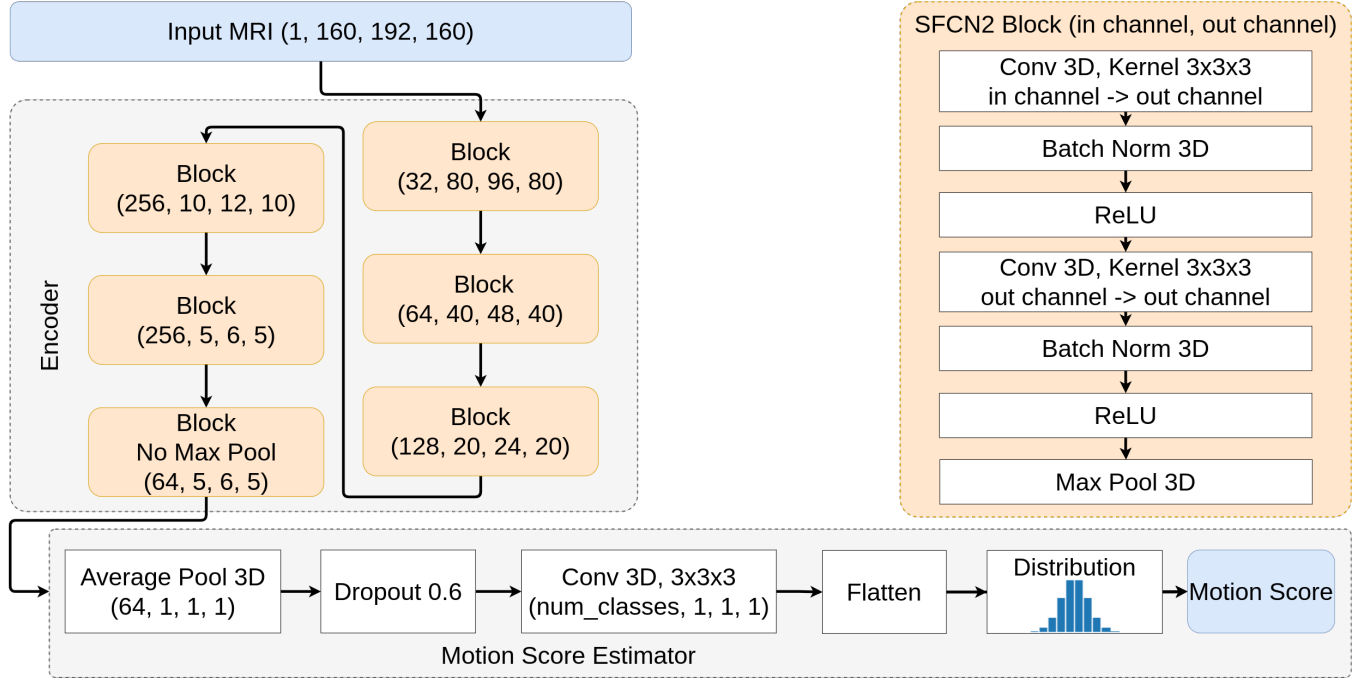 Input MRI (1, 160, 192, 160)
Encoder
Block
(32, 80, 96, 80)
Block
(64, 40, 48, 40)
Block
(128, 20, 24, 20)
Block
(256, 10, 12, 10)
Block
(256, 5, 6, 5)
Block
No Max Pool
(64, 5, 6, 5)
SFCN2 Block (in channel, out channel)
Conv 3D, Kernel 3x3x3
in channel -> out channel
Batch Norm 3D
ReLU
Conv 3D, Kernel 3x3x3
out channel -> out channel
Batch Norm 3D
ReLU
Max Pool 3D
Average Pool 3D
(64, 1, 1, 1)
Dropout 0.6
Conv 3D, 3x3x3
(num_classes, 1, 1, 1)
Flatten
Distribution
Motion Score
Motion Score Estimator